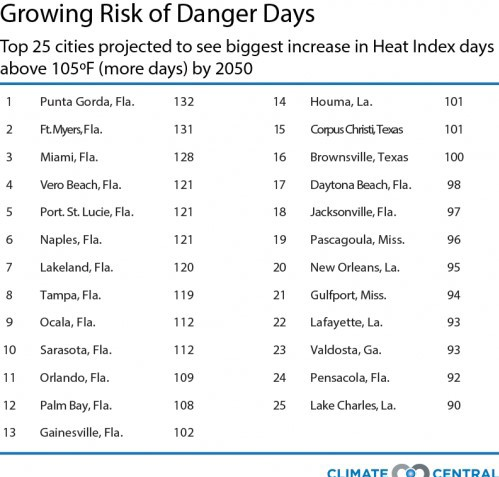 Growing Risk of Danger Days
Top 25 cities projected to see biggest increase in Heat Index days
above 105ºF (more days) by 2050
1 Punta Gorda, Fla. 132
2 Ft. Myers, Fla. 131
3 Miami, Fla. 128
4 Vero Beach, Fla. 121
5 Port. St. Lucie, Fla. 121
6 Naples, Fla. 121
7 Lakeland, Fla. 120
8 Tampa, Fla. 119
9 Ocala, Fla. 112
10 Sarasota, Fla. 112
11 Orlando, Fla. 109
12 Palm Bay, Fla. 108
13 Gainesville, Fla. 102
14 Houma, La. 101
15 Corpus Christi, Texas 101
16 Brownsville, Texas 100
17 Daytona Beach, Fla. 98
18 Jacksonville, Fla. 97
19 Pascagoula, Miss. 96
20 New Orleans, La. 95
21 Gulfport, Miss. 94
22 Lafayette, La. 93
23 Valdosta, Ga. 93
24 Pensacola, Fla. 92
25 Lake Charles, La. 90
CLIMATE CENTRAL